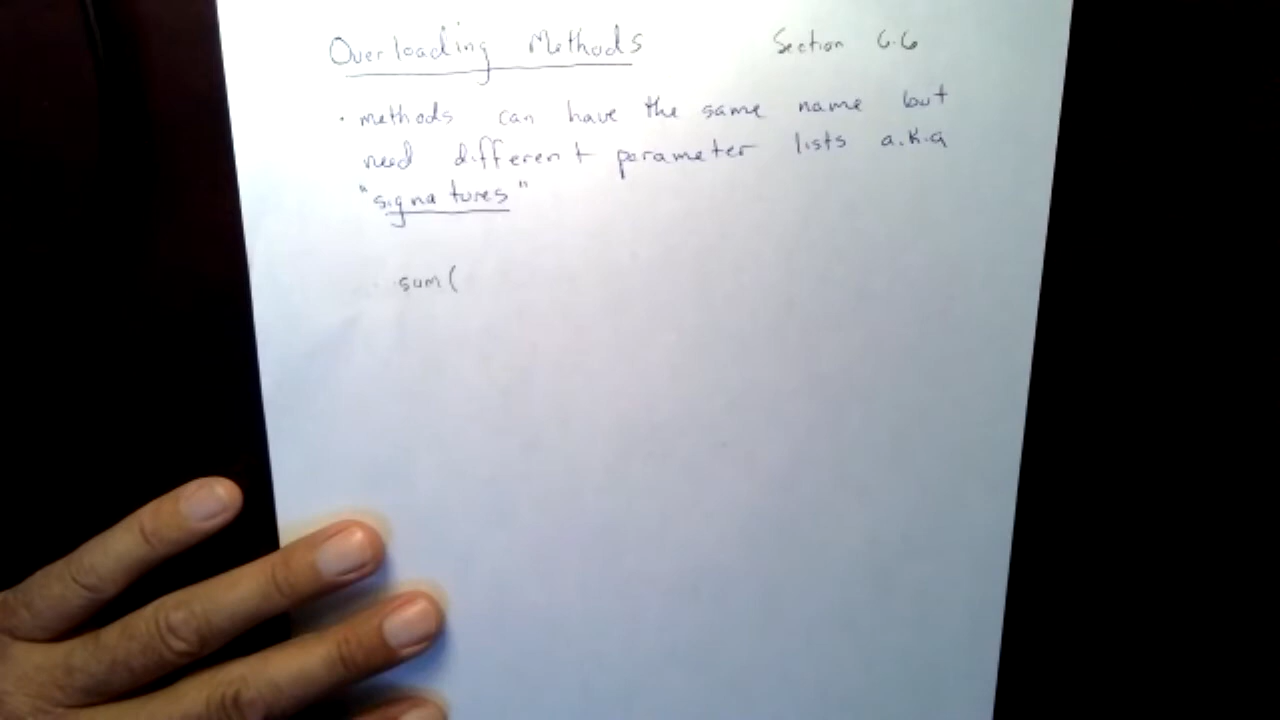 Overloading Methods Section 6.6
• methods can have the same name but
need different parameter lists a.k.a
"signatures"
sum(